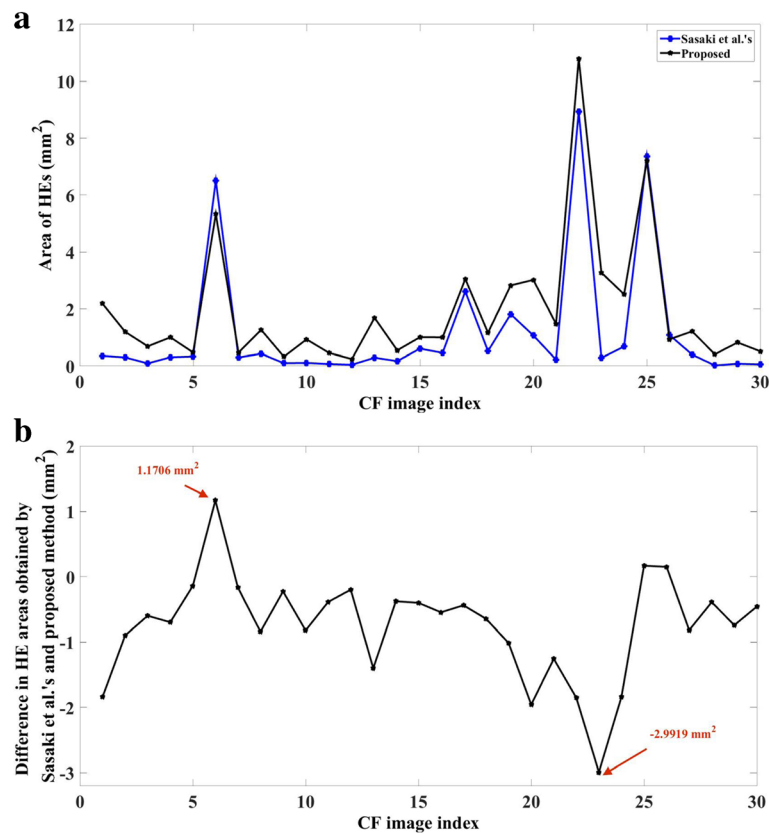 a
12
10
8
6
4
2
0
Area of HEs (mm²)
Sasaki et al.'s
Proposed
0 5 10 15 20 25 30
CF image index
b
2
1
0
-1
-2
-3
Difference in HE areas obtained by
Sasaki et al.'s and proposed method (mm²)
1.1706 mm²
-2.9919 mm²
0 5 10 15 20 25 30
CF image index